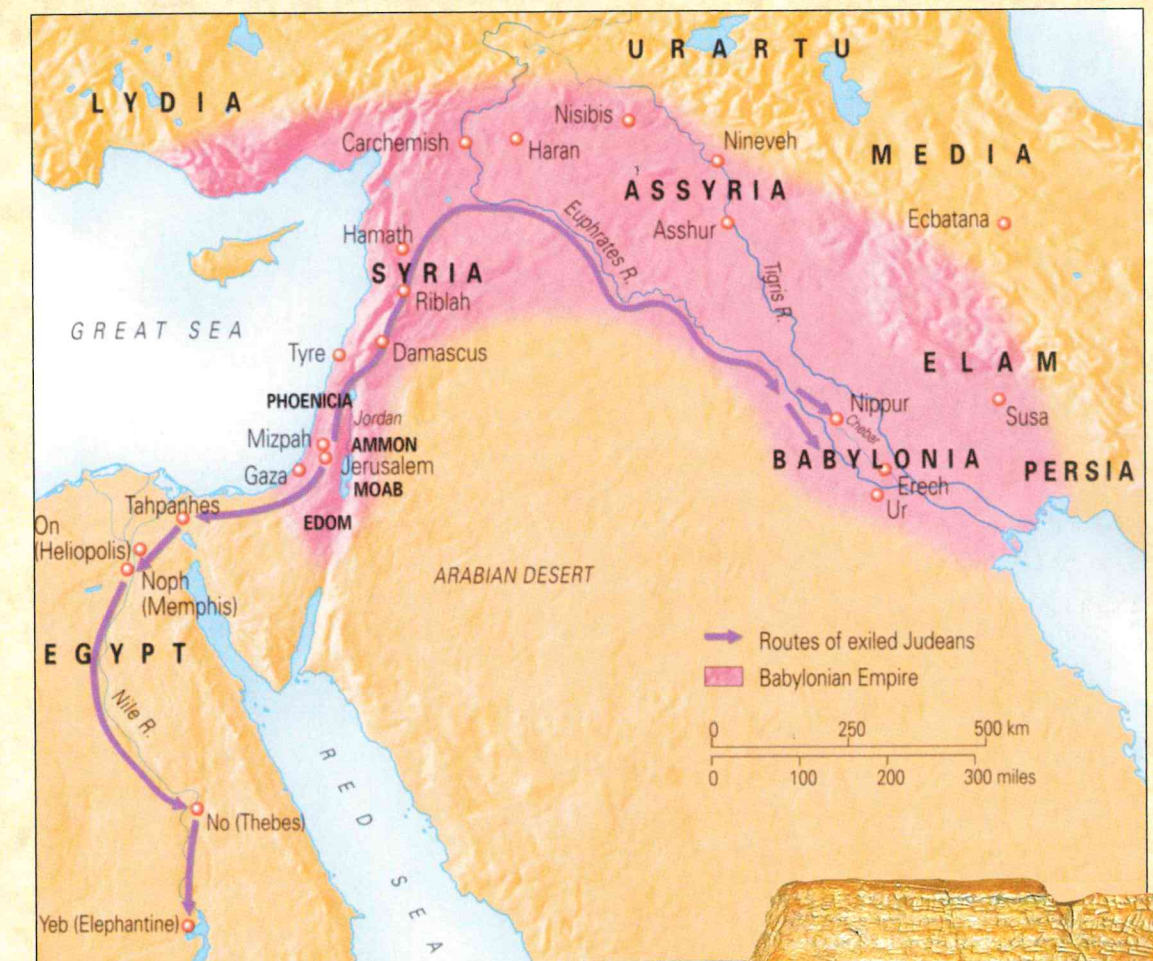 URARTU
LYDIA
Nisibis
Carchemish
Haran
Nineveh
MEDIA
ASSYRIA
Ecbatana
Hamath
Euphrates R.
Asshur
SYRIA
Tigris R.
Riblah
GREAT SEA
Tyre
Damascus
ELAM
PHOENICIA
Jordan
Nippur
Susa
Chebar
Mizpah
AMMON
BABYLONIA
PERSIA
Gaza
Jerusalem
MOAB
Erech
Ur
Tahpanhes
EDOM
On
(Heliopolis)
Noph
(Memphis)
ARABIAN DESERT
EGYPT
Routes of exiled Judeans
Babylonian Empire
Nile R.
0 250 500 km
0 100 200 300 miles
RED SEA
No (Thebes)
Yeb (Elephantine)